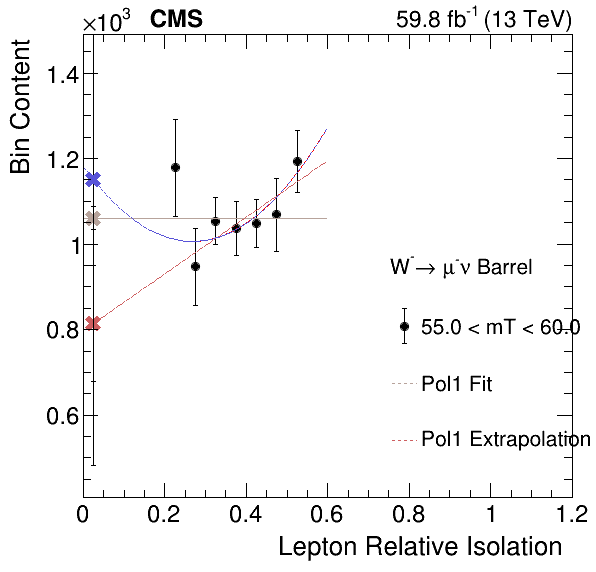 ×10³ CMS 59.8 fb⁻¹ (13 TeV)
Bin Content
1.4
1.2
1
0.8
0.6
W⁻→ μ⁻ν Barrel
55.0 < mT < 60.0
Pol1 Fit
Pol1 Extrapolation
0 0.2 0.4 0.6 0.8 1 1.2
Lepton Relative Isolation